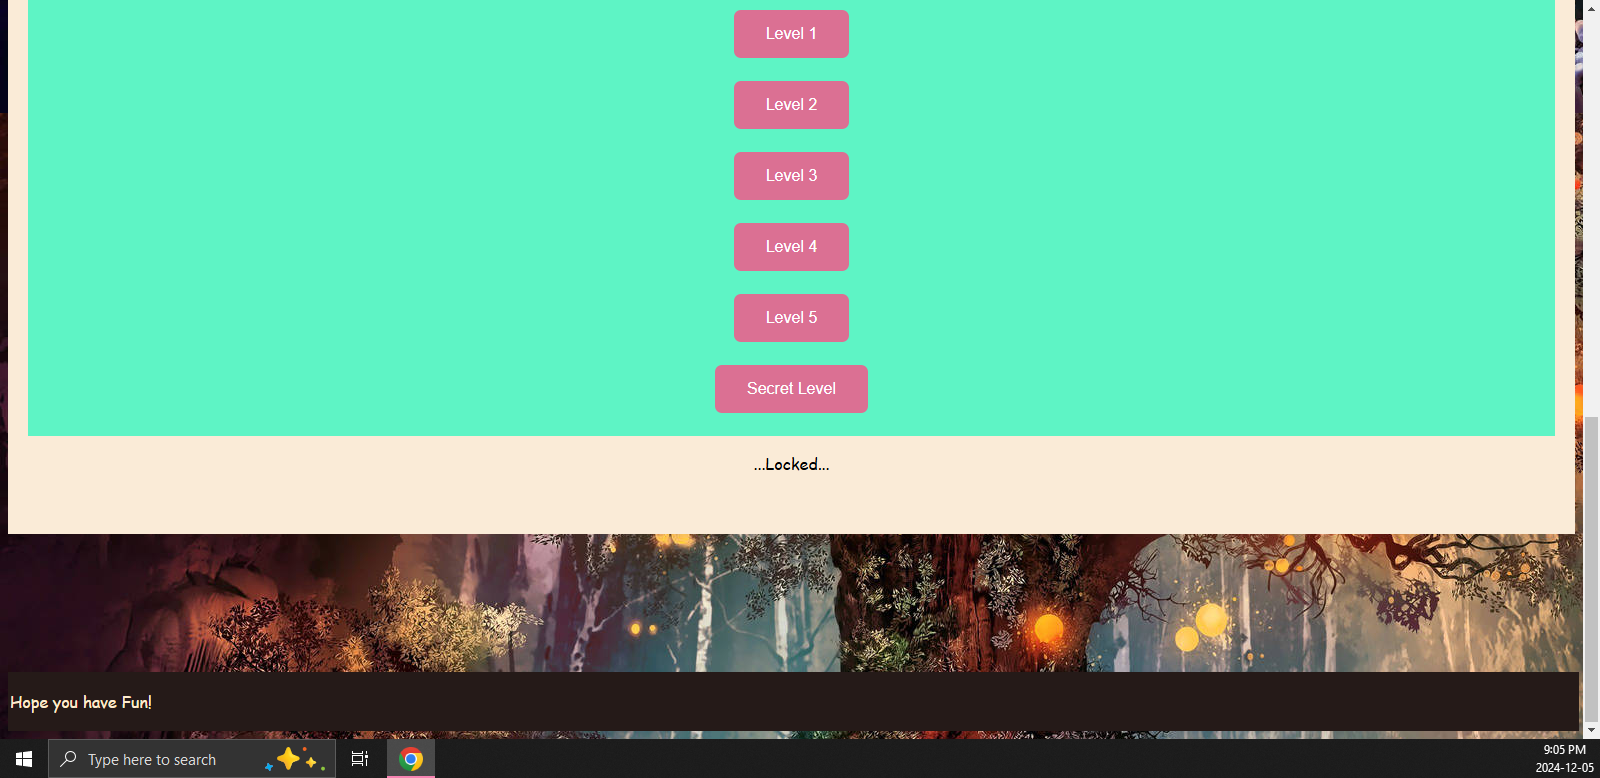 Level 1
Level 2
Level 3
Level 4
Level 5
Secret Level
...Locked...
Hope you have Fun!
Type here to search
9:05 PM
2024-12-05